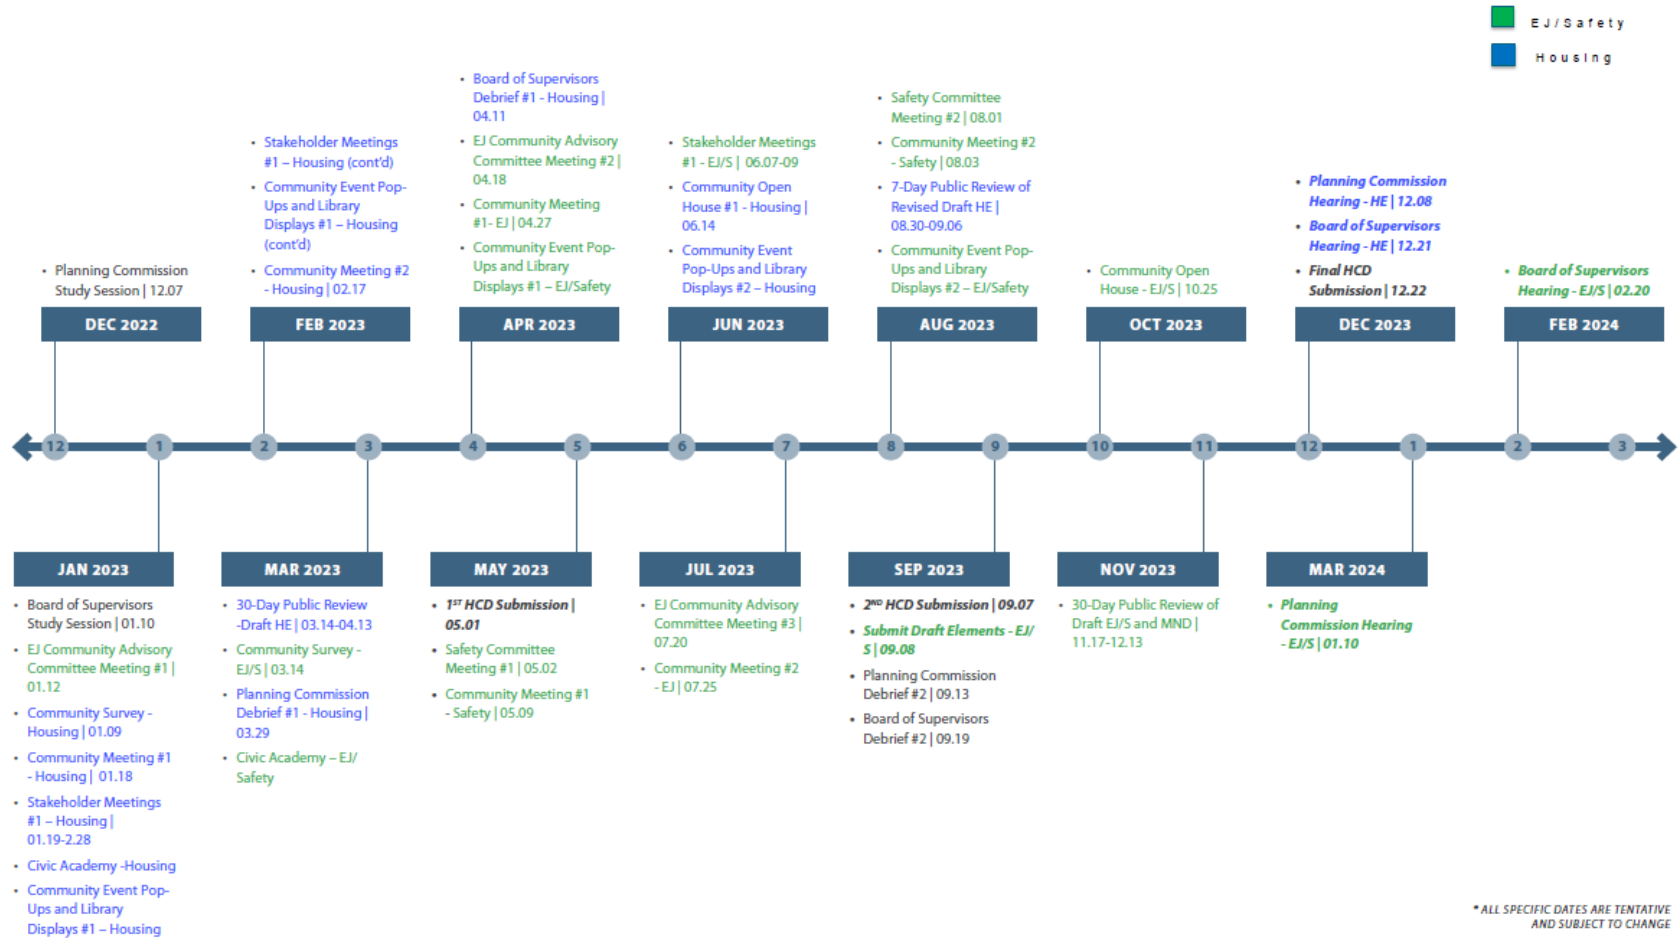 EJ/Safety
Housing
• Planning Commission
Study Session | 12.07
DEC 2022
• Stakeholder Meetings
#1 – Housing (cont'd)
• Community Event Pop-
Ups and Library
Displays #1 – Housing
(cont'd)
• Community Meeting #2
- Housing | 02.17
FEB 2023
• Board of Supervisors
Debrief #1 - Housing |
04.11
• EJ Community Advisory
Committee Meeting #2 |
04.18
• Community Meeting
#1- EJ | 04.27
• Community Event Pop-
Ups and Library
Displays #1 – EJ/Safety
APR 2023
• Stakeholder Meetings
#1 - EJ/S | 06.07-09
• Community Open
House #1 - Housing |
06.14
• Community Event
Pop-Ups and Library
Displays #2 – Housing
JUN 2023
• Safety Committee
Meeting #2 | 08.01
• Community Meeting #2
- Safety | 08.03
• 7-Day Public Review of
Revised Draft HE |
08.30-09.06
• Community Event Pop-
Ups and Library
Displays #2 – EJ/Safety
AUG 2023
• Community Open
House - EJ/S | 10.25
OCT 2023
• Planning Commission
Hearing - HE | 12.08
• Board of Supervisors
Hearing - HE | 12.21
• Final HCD
Submission | 12.22
DEC 2023
• Board of Supervisors
Hearing - EJ/S | 02.20
FEB 2024
12 1 2 3 4 5 6 7 8 9 10 11 12 1 2 3
JAN 2023
• Board of Supervisors
Study Session | 01.10
• EJ Community Advisory
Committee Meeting #1 |
01.12
• Community Survey -
Housing | 01.09
• Community Meeting #1
- Housing | 01.18
• Stakeholder Meetings
#1 – Housing |
01.19-2.28
• Civic Academy -Housing
• Community Event Pop-
Ups and Library
Displays #1 – Housing
MAR 2023
• 30-Day Public Review
-Draft HE | 03.14-04.13
• Community Survey -
EJ/S | 03.14
• Planning Commission
Debrief #1 - Housing |
03.29
• Civic Academy – EJ/
Safety
MAY 2023
• 1ST HCD Submission |
05.01
• Safety Committee
Meeting #1 | 05.02
• Community Meeting #1
- Safety | 05.09
JUL 2023
• EJ Community Advisory
Committee Meeting #3 |
07.20
• Community Meeting #2
- EJ | 07.25
SEP 2023
• 2ND HCD Submission | 09.07
• Submit Draft Elements - EJ/
S | 09.08
• Planning Commission
Debrief #2 | 09.13
• Board of Supervisors
Debrief #2 | 09.19
NOV 2023
• 30-Day Public Review of
Draft EJ/S and MND |
11.17-12.13
MAR 2024
• Planning
Commission Hearing
- EJ/S | 01.10
* ALL SPECIFIC DATES ARE TENTATIVE
AND SUBJECT TO CHANGE